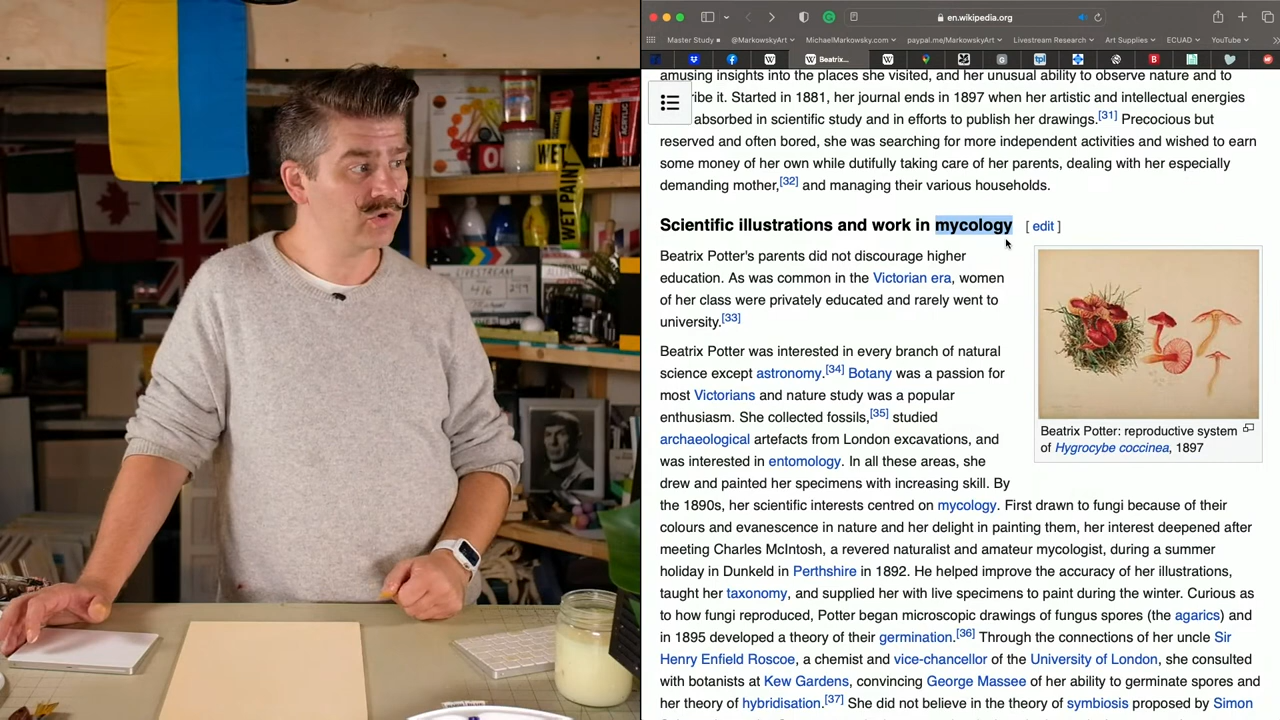 en.wikipedia.org
Master Study
@MarkowskyArt
MichaelMarkowsky.com
paypal.me/MarkowskyArt
Livestream Research
Art Supplies
ECUAD
YouTube
Beatrix...
amusing insights into the places she visited, and her unusual ability to observe nature and to
ribe it. Started in 1881, her journal ends in 1897 when her artistic and intellectual energies
absorbed in scientific study and in efforts to publish her drawings.[31] Precocious but
reserved and often bored, she was searching for more independent activities and wished to earn
some money of her own while dutifully taking care of her parents, dealing with her especially
demanding mother,[32] and managing their various households.
Scientific illustrations and work in mycology [ edit ]
Beatrix Potter's parents did not discourage higher
education. As was common in the Victorian era, women
of her class were privately educated and rarely went to
university.[33]
Beatrix Potter was interested in every branch of natural
science except astronomy.[34] Botany was a passion for
most Victorians and nature study was a popular
enthusiasm. She collected fossils,[35] studied
archaeological artefacts from London excavations, and
was interested in entomology. In all these areas, she
drew and painted her specimens with increasing skill. By
the 1890s, her scientific interests centred on mycology. First drawn to fungi because of their
colours and evanescence in nature and her delight in painting them, her interest deepened after
meeting Charles McIntosh, a revered naturalist and amateur mycologist, during a summer
holiday in Dunkeld in Perthshire in 1892. He helped improve the accuracy of her illustrations,
taught her taxonomy, and supplied her with live specimens to paint during the winter. Curious as
to how fungi reproduced, Potter began microscopic drawings of fungus spores (the agarics) and
in 1895 developed a theory of their germination.[36] Through the connections of her uncle Sir
Henry Enfield Roscoe, a chemist and vice-chancellor of the University of London, she consulted
with botanists at Kew Gardens, convincing George Massee of her ability to germinate spores and
her theory of hybridisation.[37] She did not believe in the theory of symbiosis proposed by Simon
Beatrix Potter: reproductive system
of Hygrocybe coccinea, 1897
ACRYLIC
ACRYLIC
WET
WET PAINT
LIVESTREAM